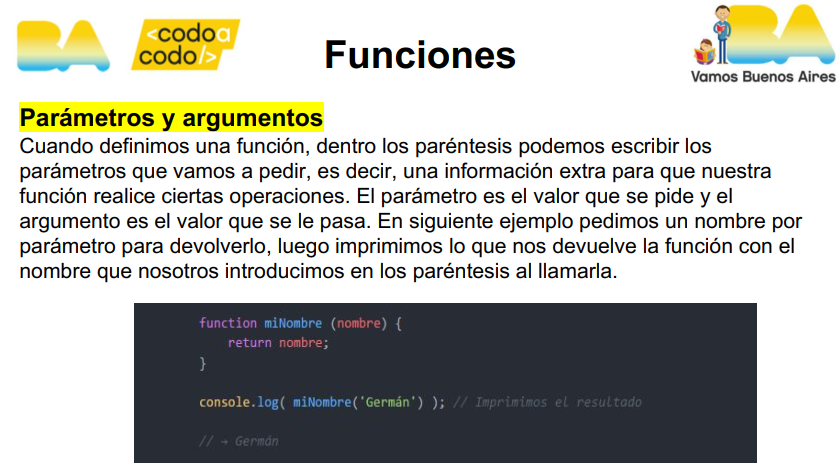 BA
<codoa
codo/>
Funciones
BA
Vamos Buenos Aires
Parámetros y argumentos
Cuando definimos una función, dentro los paréntesis podemos escribir los
parámetros que vamos a pedir, es decir, una información extra para que nuestra
función realice ciertas operaciones. El parámetro es el valor que se pide y el
argumento es el valor que se le pasa. En siguiente ejemplo pedimos un nombre por
parámetro para devolverlo, luego imprimimos lo que nos devuelve la función con el
nombre que nosotros introducimos en los paréntesis al llamarla.
function miNombre (nombre) {
    return nombre;
}
console.log( miNombre('Germán') ); // Imprimimos el resultado
// → Germán